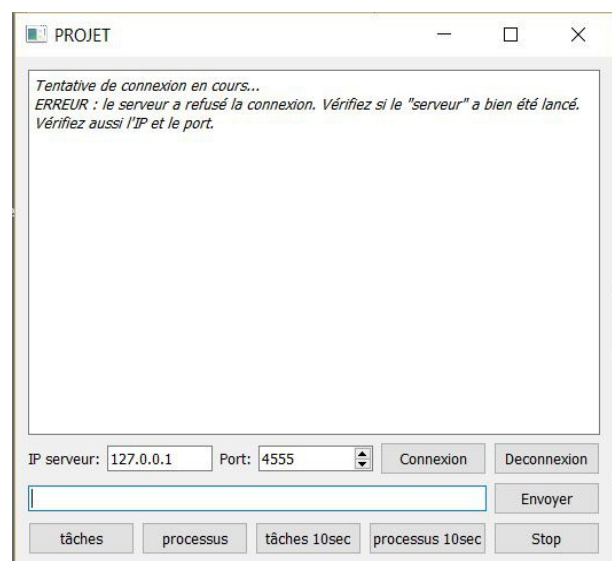 PROJET
Tentative de connexion en cours...
ERREUR : le serveur a refusé la connexion. Vérifiez si le "serveur" a bien été lancé.
Vérifiez aussi l'IP et le port.
IP serveur: 127.0.0.1 Port: 4555 Connexion Deconnexion
Envoyer
tâches processus tâches 10sec processus 10sec Stop